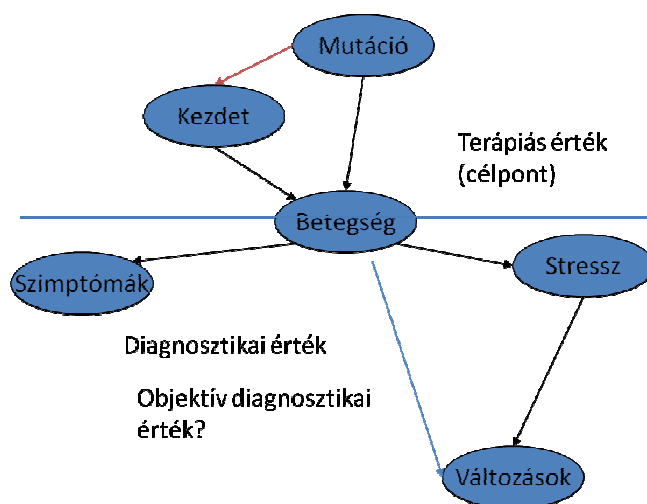 Mutáció
Kezdet
Terápiás érték
(célpont)
Betegség
Szimptómák
Stressz
Diagnosztikai érték
Objektív diagnosztikai
érték?
Változások